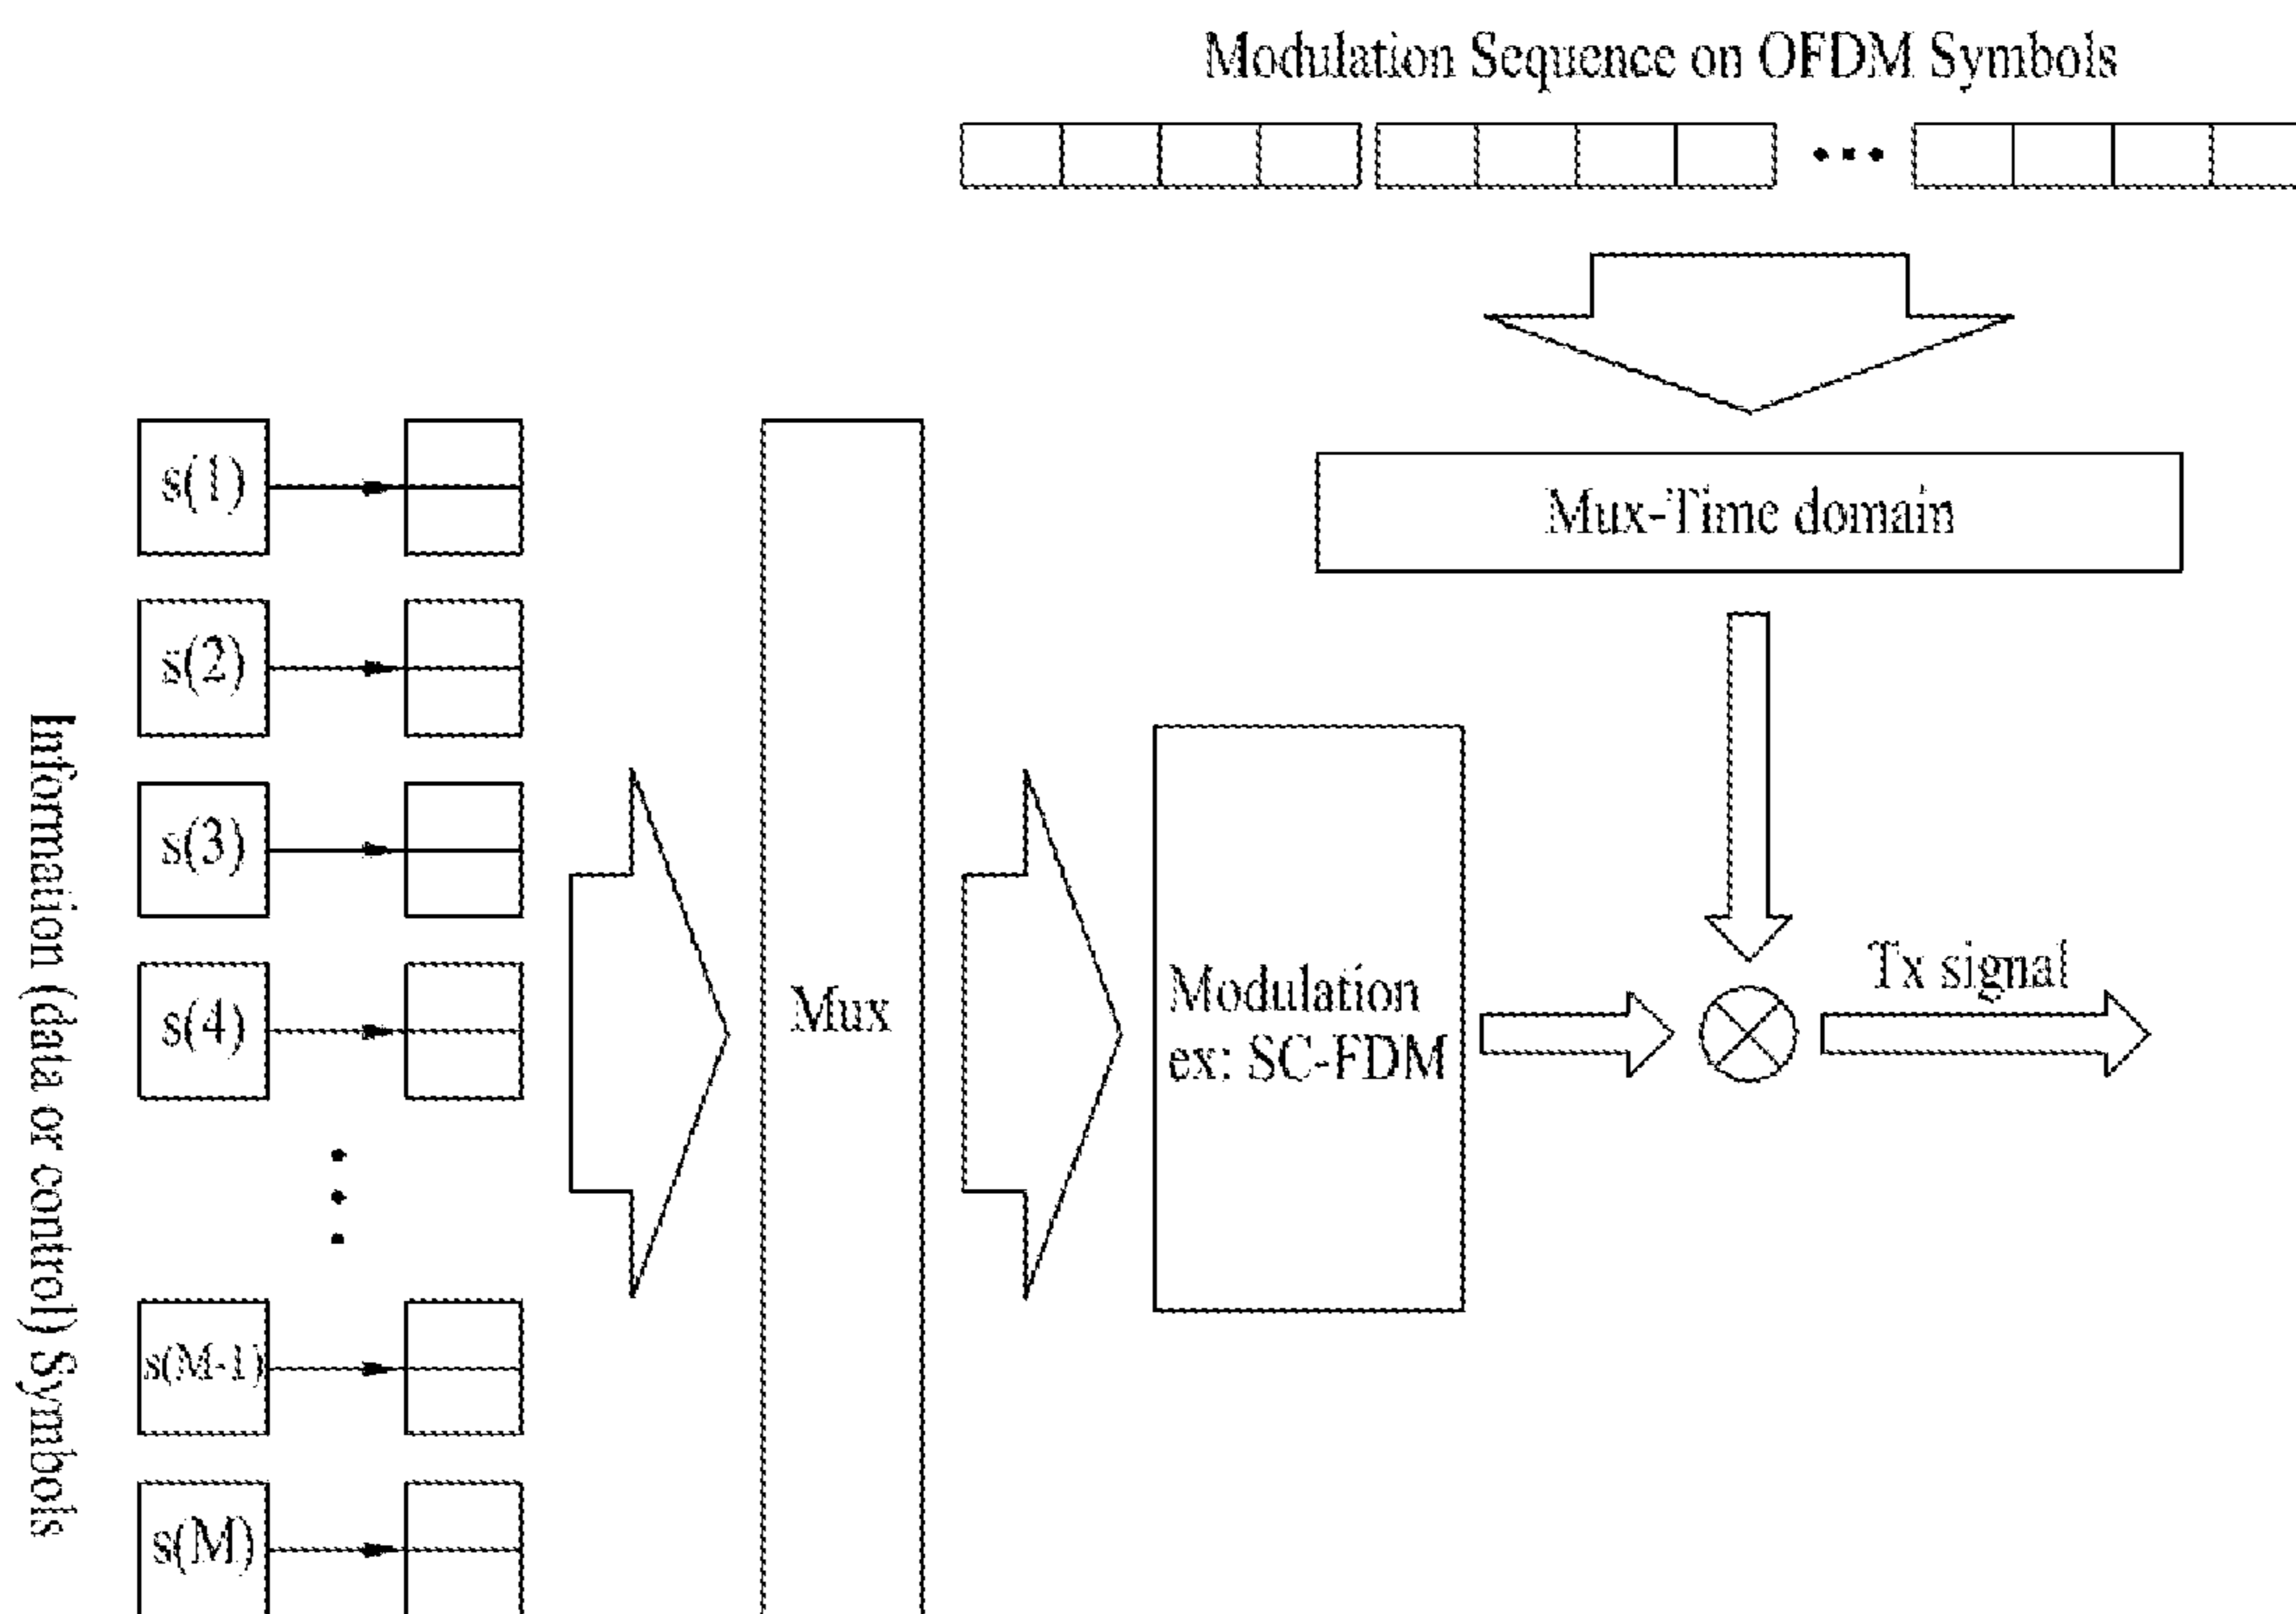 Modulation Sequence on OFDM Symbols
Mux-Time domain
Information (data or control) Symbols
s(1)
s(2)
s(3)
s(4)
s(M-1)
s(M)
Mux
Modulation
ex: SC-FDM
Tx signal